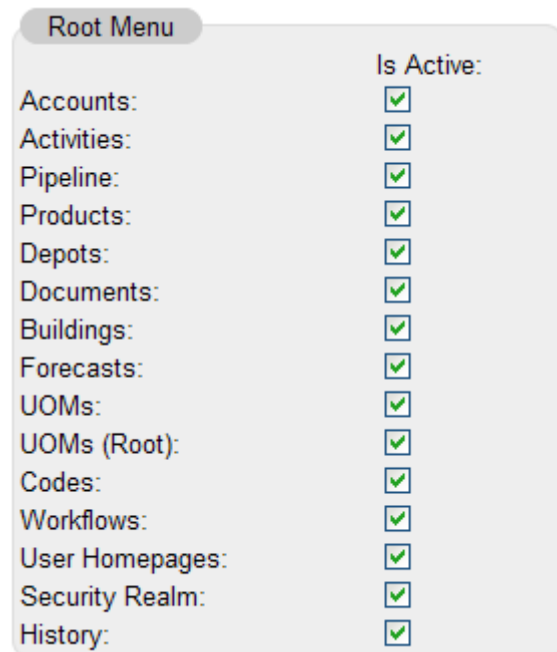 Root Menu
Is Active:
Accounts:
Activities:
Pipeline:
Products:
Depots:
Documents:
Buildings:
Forecasts:
UOMs:
UOMs (Root):
Codes:
Workflows:
User Homepages:
Security Realm:
History: